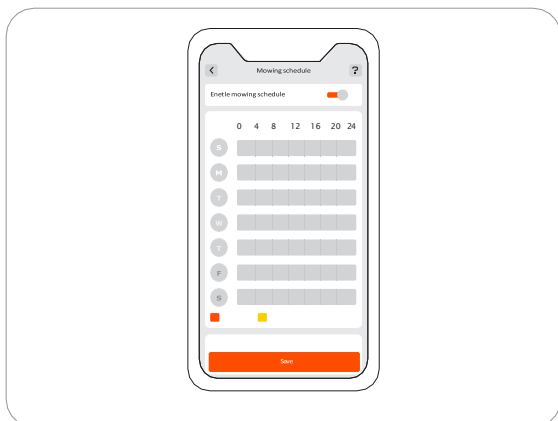 < Mowing schedule ?
Enetle mowing schedule
0 4 8 12 16 20 24
S
M
T
W
T
F
S
Save